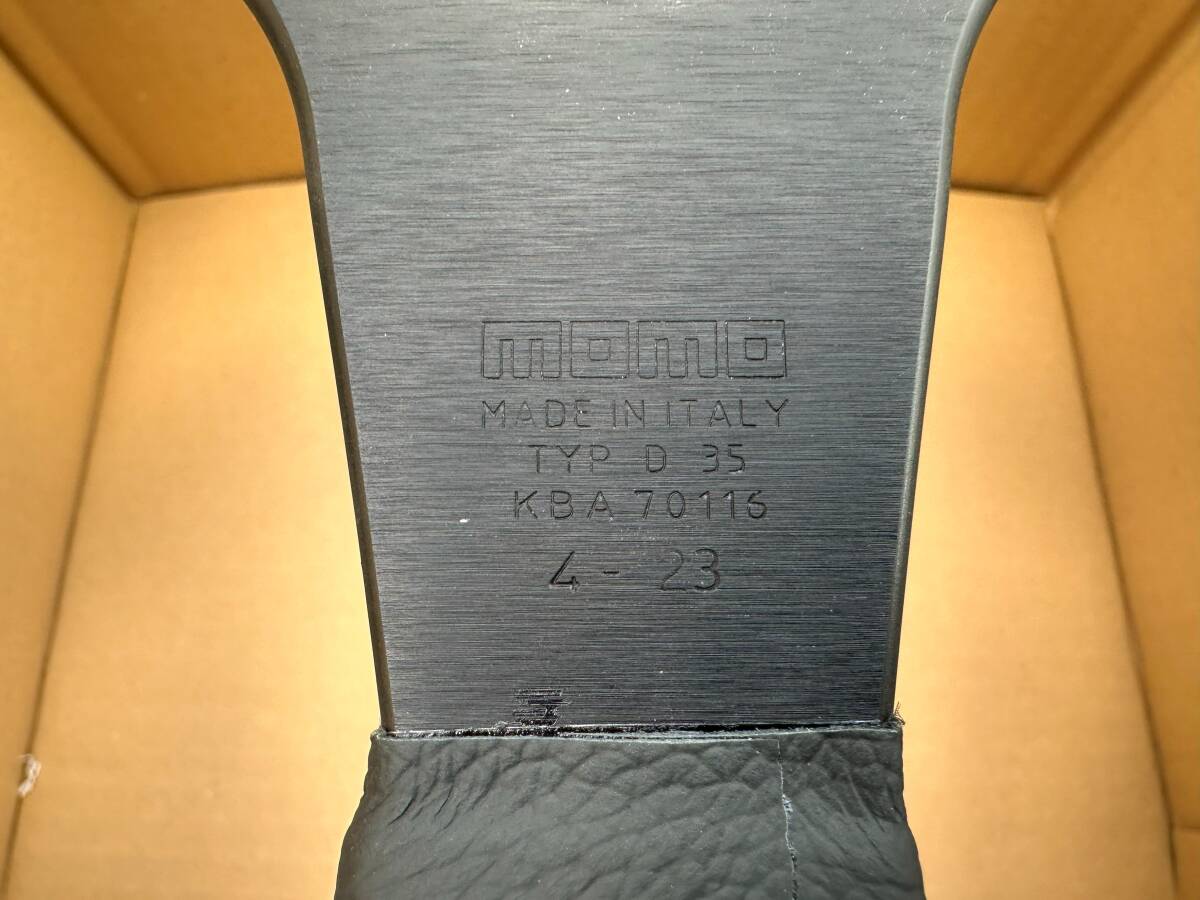 momo
MADE IN ITALY
TYP D 35
KBA 70116
4 - 23